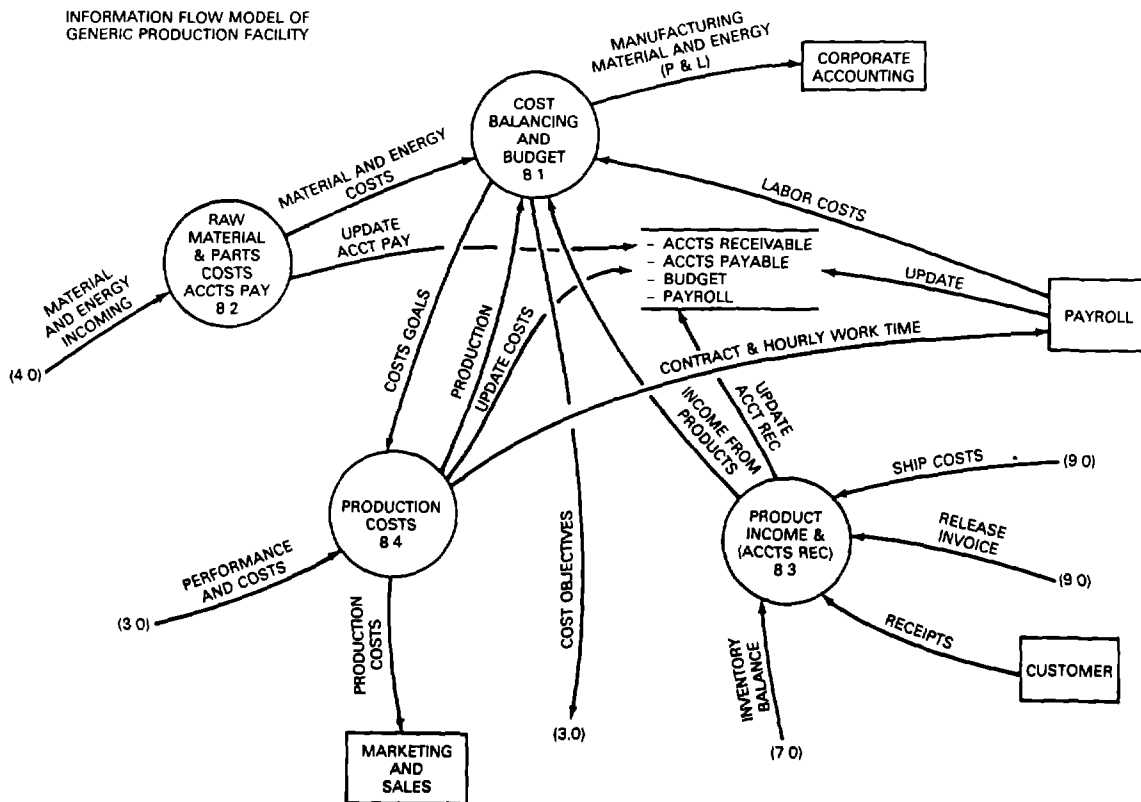 INFORMATION FLOW MODEL OF
GENERIC PRODUCTION FACILITY
MANUFACTURING
MATERIAL AND ENERGY
(P & L)
CORPORATE
ACCOUNTING
COST
BALANCING
AND
BUDGET
8 1
MATERIAL AND ENERGY
COSTS
LABOR COSTS
RAW
MATERIAL
& PARTS
COSTS
ACCTS PAY
8 2
UPDATE
ACCT PAY
- ACCTS RECEIVABLE
- ACCTS PAYABLE
- BUDGET
- PAYROLL
UPDATE
PAYROLL
MATERIAL
AND ENERGY
INCOMING
(4 0)
COSTS GOALS
PRODUCTION
UPDATE COSTS
CONTRACT & HOURLY WORK TIME
INCOME FROM
PRODUCTS
UPDATE
ACCT REC
SHIP COSTS
(9 0)
PRODUCTION
COSTS
8 4
PRODUCT
INCOME &
(ACCTS REC)
8 3
RELEASE
INVOICE
(9 0)
PERFORMANCE
AND COSTS
(3 0)
COST OBJECTIVES
(3.0)
PRODUCTION
COSTS
RECEIPTS
CUSTOMER
INVENTORY
BALANCE
(7 0)
MARKETING
AND
SALES